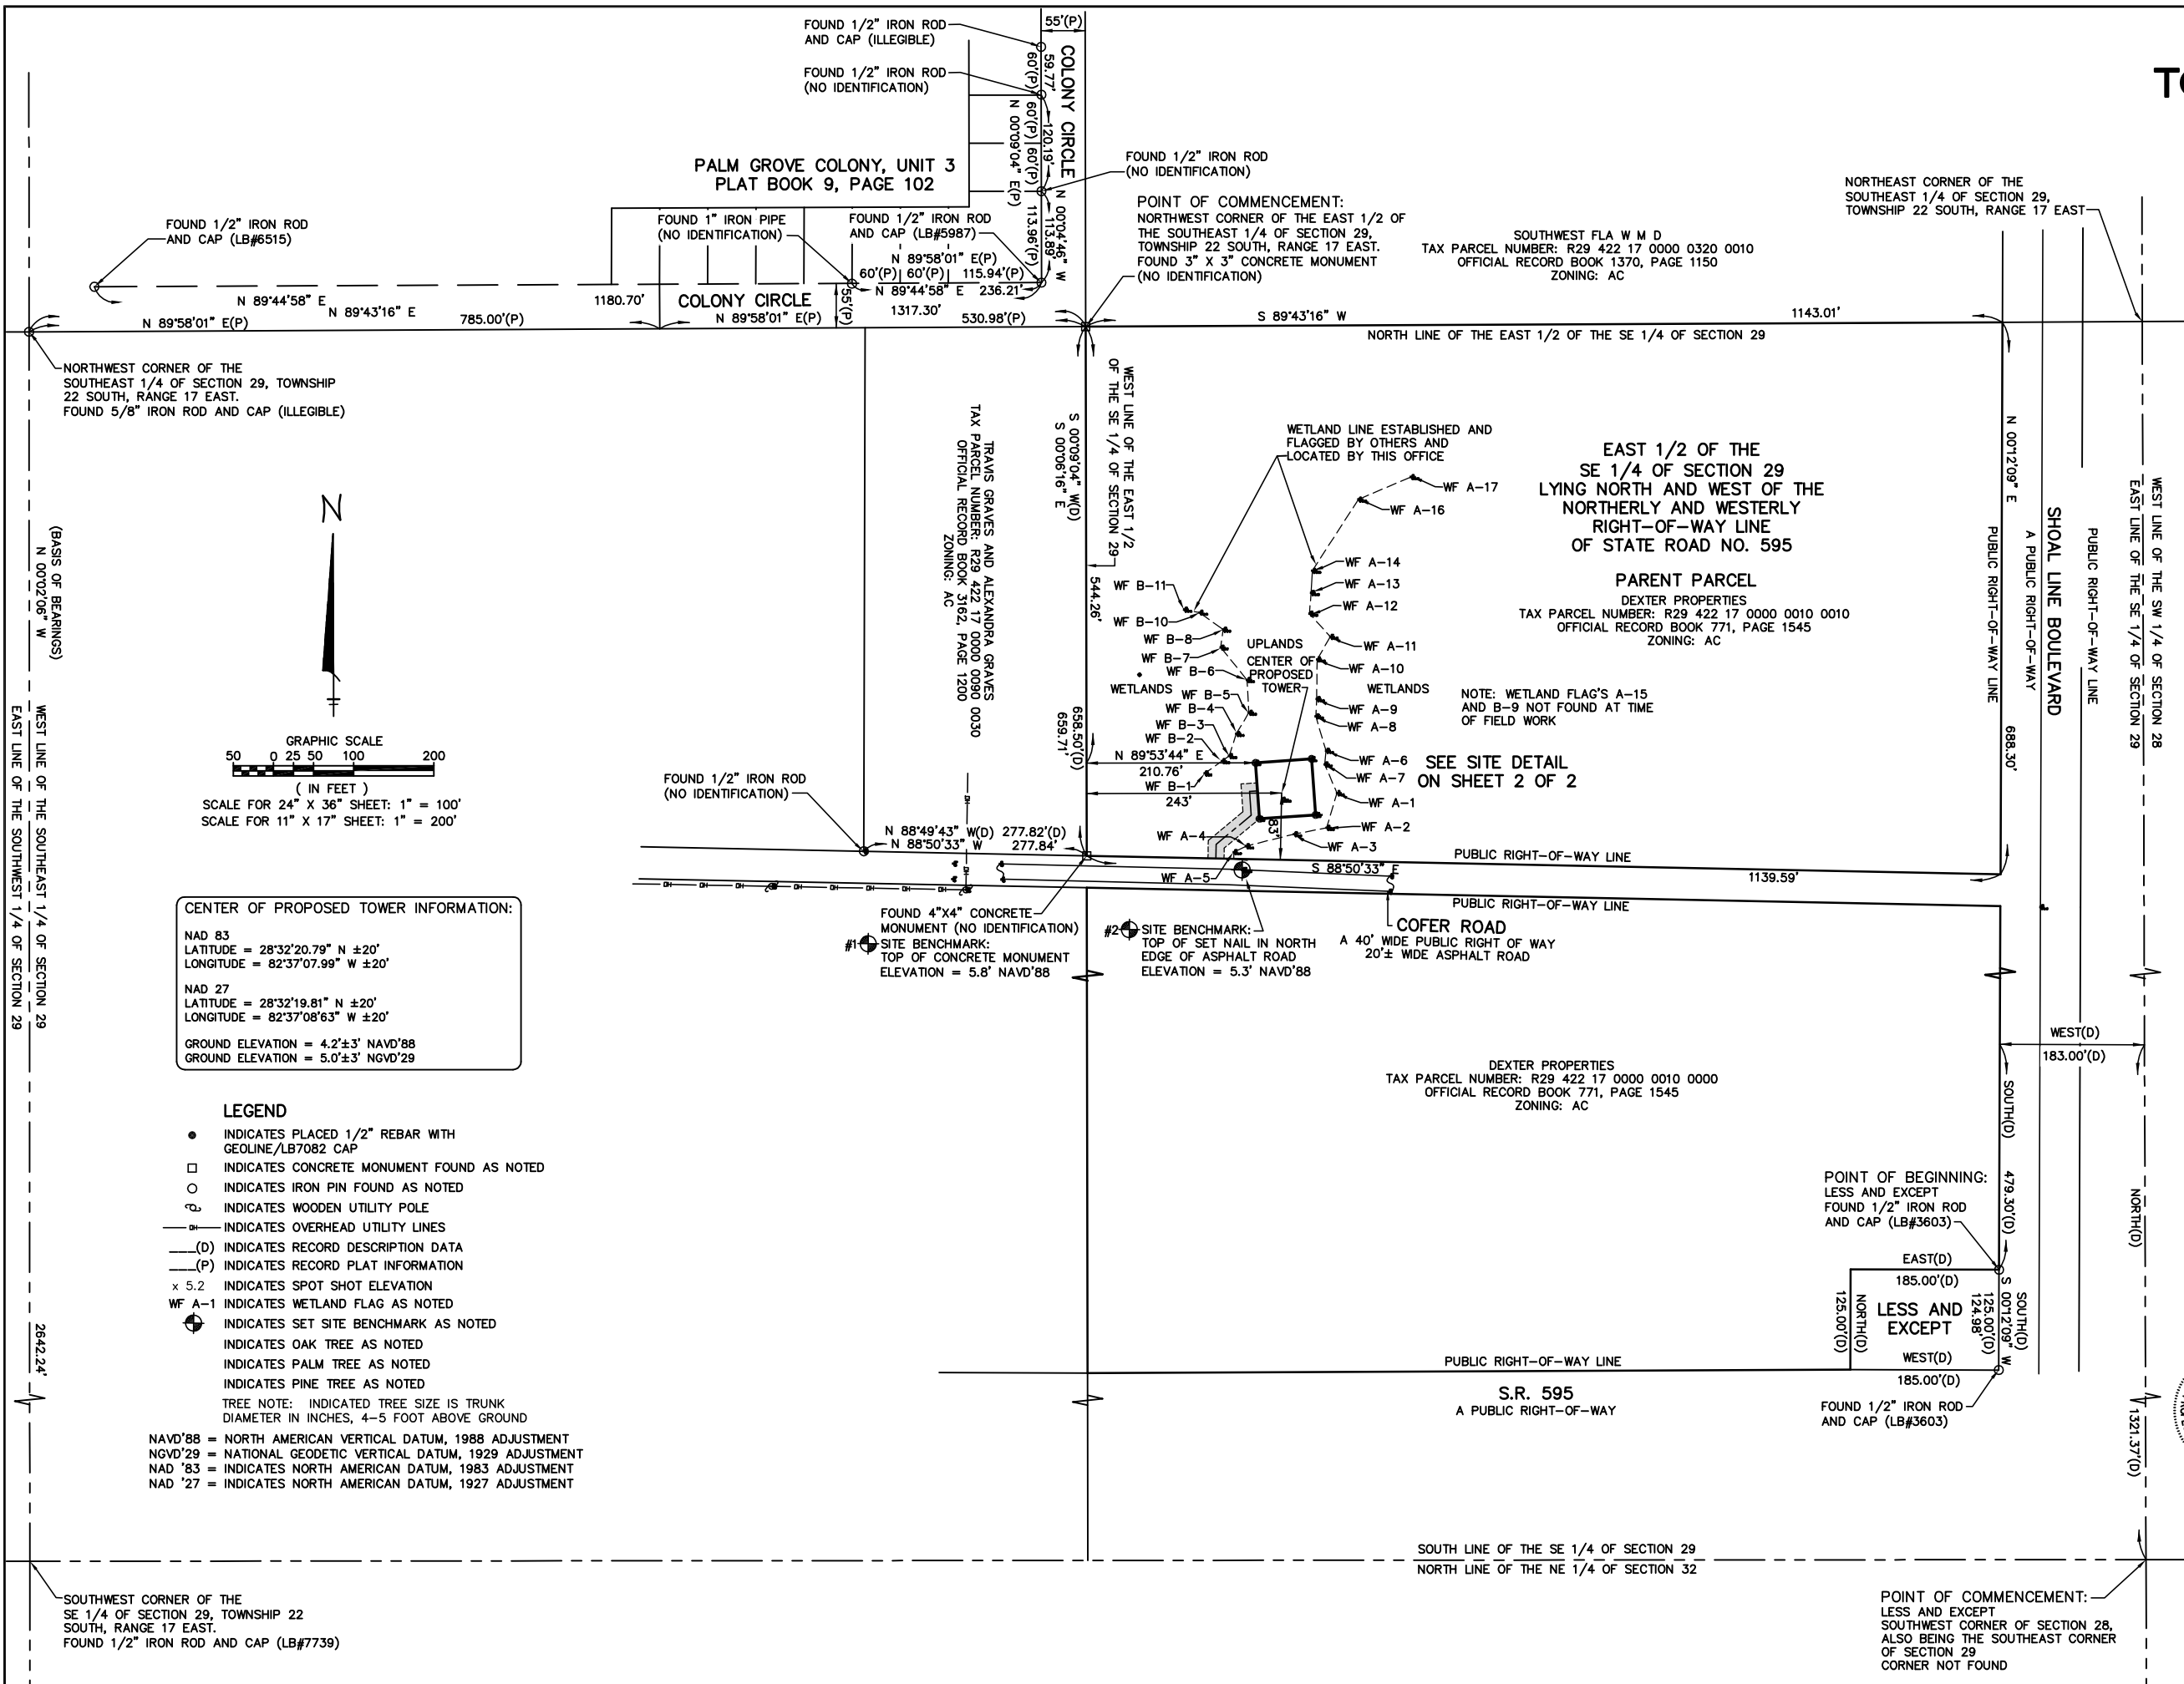 TO
FOUND 1/2" IRON ROD
AND CAP (ILLEGIBLE)
FOUND 1/2" IRON ROD
(NO IDENTIFICATION)
55'(P)
COLONY CIRCLE
59.77'
60'(P)
120.19'
60'(P)
60'(P)
N 00°09'04" E(P)
N 00°04'46" W
113.89'
113.96'(P)
PALM GROVE COLONY, UNIT 3
PLAT BOOK 9, PAGE 102
FOUND 1/2" IRON ROD
(NO IDENTIFICATION)
POINT OF COMMENCEMENT:
NORTHWEST CORNER OF THE EAST 1/2 OF
THE SOUTHEAST 1/4 OF SECTION 29,
TOWNSHIP 22 SOUTH, RANGE 17 EAST.
FOUND 3" X 3" CONCRETE MONUMENT
(NO IDENTIFICATION)
SOUTHWEST FLA W M D
TAX PARCEL NUMBER: R29 422 17 0000 0320 0010
OFFICIAL RECORD BOOK 1370, PAGE 1150
ZONING: AC
NORTHEAST CORNER OF THE
SOUTHEAST 1/4 OF SECTION 29,
TOWNSHIP 22 SOUTH, RANGE 17 EAST
FOUND 1/2" IRON ROD
AND CAP (LB#6515)
FOUND 1" IRON PIPE
(NO IDENTIFICATION)
FOUND 1/2" IRON ROD
AND CAP (LB#5987)
N 89°58'01" E(P)
60'(P)
60'(P)
115.94'(P)
N 89°44'58" E
236.21'
N 89°44'58" E
1180.70'
COLONY CIRCLE
55'(P)
N 89°43'16" E
1317.30'
N 89°58'01" E(P)
785.00'(P)
N 89°58'01" E(P)
530.98'(P)
S 89°43'16" W
1143.01'
NORTH LINE OF THE EAST 1/2 OF THE SE 1/4 OF SECTION 29
NORTHWEST CORNER OF THE
SOUTHEAST 1/4 OF SECTION 29, TOWNSHIP
22 SOUTH, RANGE 17 EAST.
FOUND 5/8" IRON ROD AND CAP (ILLEGIBLE)
WEST LINE OF THE EAST 1/2
OF THE SE 1/4 OF SECTION 29
S 00°09'04" W(D)
S 00°06'16" E
544.26'
658.50'(D)
659.71'
TRAVIS GRAVES AND ALEXANDRA GRAVES
TAX PARCEL NUMBER: R29 422 17 0000 0090 0030
OFFICIAL RECORD BOOK 3162, PAGE 1200
ZONING: AC
WETLAND LINE ESTABLISHED AND
FLAGGED BY OTHERS AND
LOCATED BY THIS OFFICE
WF A-17
WF A-16
WF A-14
WF A-13
WF A-12
WF A-11
WF A-10
WF A-9
WF A-8
WF A-6
WF A-7
WF A-1
WF A-2
WF A-3
WF A-4
WF A-5
WF B-11
WF B-10
WF B-8
WF B-7
WF B-6
WF B-5
WF B-4
WF B-3
WF B-2
WF B-1
UPLANDS
CENTER OF
PROPOSED
TOWER
WETLANDS
WETLANDS
NOTE: WETLAND FLAG'S A-15
AND B-9 NOT FOUND AT TIME
OF FIELD WORK
SEE SITE DETAIL
ON SHEET 2 OF 2
N 89°53'44" E
210.76'
243'
83'
EAST 1/2 OF THE
SE 1/4 OF SECTION 29
LYING NORTH AND WEST OF THE
NORTHERLY AND WESTERLY
RIGHT-OF-WAY LINE
OF STATE ROAD NO. 595
PARENT PARCEL
DEXTER PROPERTIES
TAX PARCEL NUMBER: R29 422 17 0000 0010 0010
OFFICIAL RECORD BOOK 771, PAGE 1545
ZONING: AC
N 00°12'09" E
688.30'
PUBLIC RIGHT-OF-WAY LINE
SHOAL LINE BOULEVARD
A PUBLIC RIGHT-OF-WAY
PUBLIC RIGHT-OF-WAY LINE
WEST LINE OF THE SW 1/4 OF SECTION 28
EAST LINE OF THE SE 1/4 OF SECTION 29
(BASIS OF BEARINGS)
N 00°02'06" W
WEST LINE OF THE SOUTHEAST 1/4 OF SECTION 29
EAST LINE OF THE SOUTHWEST 1/4 OF SECTION 29
2642.24'
N
GRAPHIC SCALE
50 0 25 50 100 200
( IN FEET )
SCALE FOR 24" X 36" SHEET: 1" = 100'
SCALE FOR 11" X 17" SHEET: 1" = 200'
FOUND 1/2" IRON ROD
(NO IDENTIFICATION)
N 88°49'43" W(D) 277.82'(D)
N 88°50'33" W 277.84'
OH
OH
OH OH OH OH OH OH OH OH
PUBLIC RIGHT-OF-WAY LINE
S 88°50'33" E
1139.59'
PUBLIC RIGHT-OF-WAY LINE
COFER ROAD
A 40' WIDE PUBLIC RIGHT OF WAY
20'± WIDE ASPHALT ROAD
FOUND 4"X4" CONCRETE
MONUMENT (NO IDENTIFICATION)
#1 SITE BENCHMARK:
TOP OF CONCRETE MONUMENT
ELEVATION = 5.8' NAVD'88
#2 SITE BENCHMARK:
TOP OF SET NAIL IN NORTH
EDGE OF ASPHALT ROAD
ELEVATION = 5.3' NAVD'88
CENTER OF PROPOSED TOWER INFORMATION:
NAD 83
LATITUDE = 28°32'20.79" N ±20'
LONGITUDE = 82°37'07.99" W ±20'
NAD 27
LATITUDE = 28°32'19.81" N ±20'
LONGITUDE = 82°37'08'63" W ±20'
GROUND ELEVATION = 4.2'±3' NAVD'88
GROUND ELEVATION = 5.0'±3' NGVD'29
LEGEND
INDICATES PLACED 1/2" REBAR WITH
GEOLINE/LB7082 CAP
INDICATES CONCRETE MONUMENT FOUND AS NOTED
INDICATES IRON PIN FOUND AS NOTED
INDICATES WOODEN UTILITY POLE
OH INDICATES OVERHEAD UTILITY LINES
___(D) INDICATES RECORD DESCRIPTION DATA
___(P) INDICATES RECORD PLAT INFORMATION
x 5.2 INDICATES SPOT SHOT ELEVATION
WF A-1 INDICATES WETLAND FLAG AS NOTED
INDICATES SET SITE BENCHMARK AS NOTED
INDICATES OAK TREE AS NOTED
INDICATES PALM TREE AS NOTED
INDICATES PINE TREE AS NOTED
TREE NOTE: INDICATED TREE SIZE IS TRUNK
DIAMETER IN INCHES, 4-5 FOOT ABOVE GROUND
NAVD'88 = NORTH AMERICAN VERTICAL DATUM, 1988 ADJUSTMENT
NGVD'29 = NATIONAL GEODETIC VERTICAL DATUM, 1929 ADJUSTMENT
NAD '83 = INDICATES NORTH AMERICAN DATUM, 1983 ADJUSTMENT
NAD '27 = INDICATES NORTH AMERICAN DATUM, 1927 ADJUSTMENT
DEXTER PROPERTIES
TAX PARCEL NUMBER: R29 422 17 0000 0010 0000
OFFICIAL RECORD BOOK 771, PAGE 1545
ZONING: AC
WEST(D)
183.00'(D)
SOUTH(D)
479.30'(D)
NORTH(D)
1321.37'(D)
POINT OF BEGINNING:
LESS AND EXCEPT
FOUND 1/2" IRON ROD
AND CAP (LB#3603)
EAST(D)
185.00'(D)
LESS AND
EXCEPT
NORTH(D)
125.00'(D)
SOUTH(D)
S 00°12'09" W
125.00'(D)
124.98'
WEST(D)
185.00'(D)
FOUND 1/2" IRON ROD
AND CAP (LB#3603)
PUBLIC RIGHT-OF-WAY LINE
S.R. 595
A PUBLIC RIGHT-OF-WAY
SOUTH LINE OF THE SE 1/4 OF SECTION 29
NORTH LINE OF THE NE 1/4 OF SECTION 32
SOUTHWEST CORNER OF THE
SE 1/4 OF SECTION 29, TOWNSHIP 22
SOUTH, RANGE 17 EAST.
FOUND 1/2" IRON ROD AND CAP (LB#7739)
POINT OF COMMENCEMENT:
LESS AND EXCEPT
SOUTHWEST CORNER OF SECTION 28,
ALSO BEING THE SOUTHEAST CORNER
OF SECTION 29
CORNER NOT FOUND